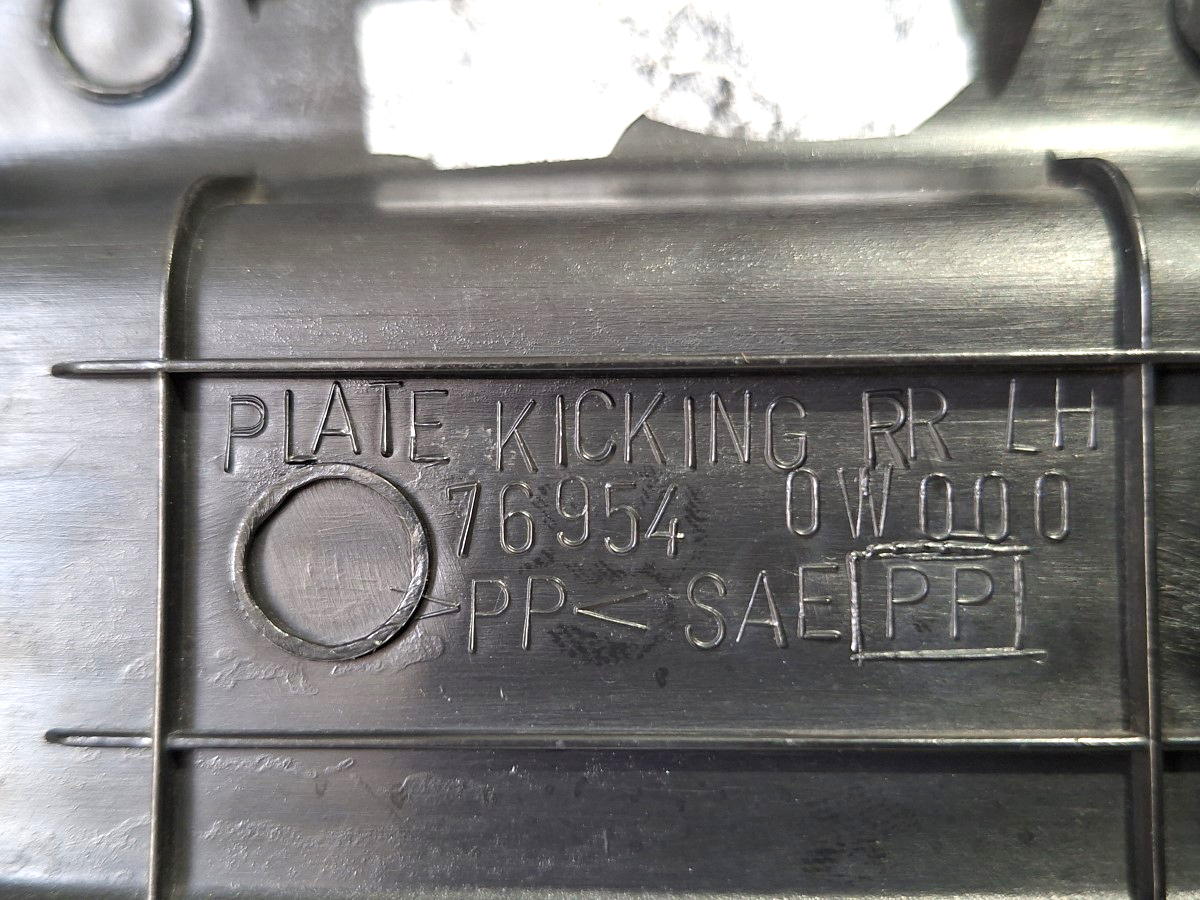 PLATE KICKING RR LH
76954 0W000
>PP< SAE PP